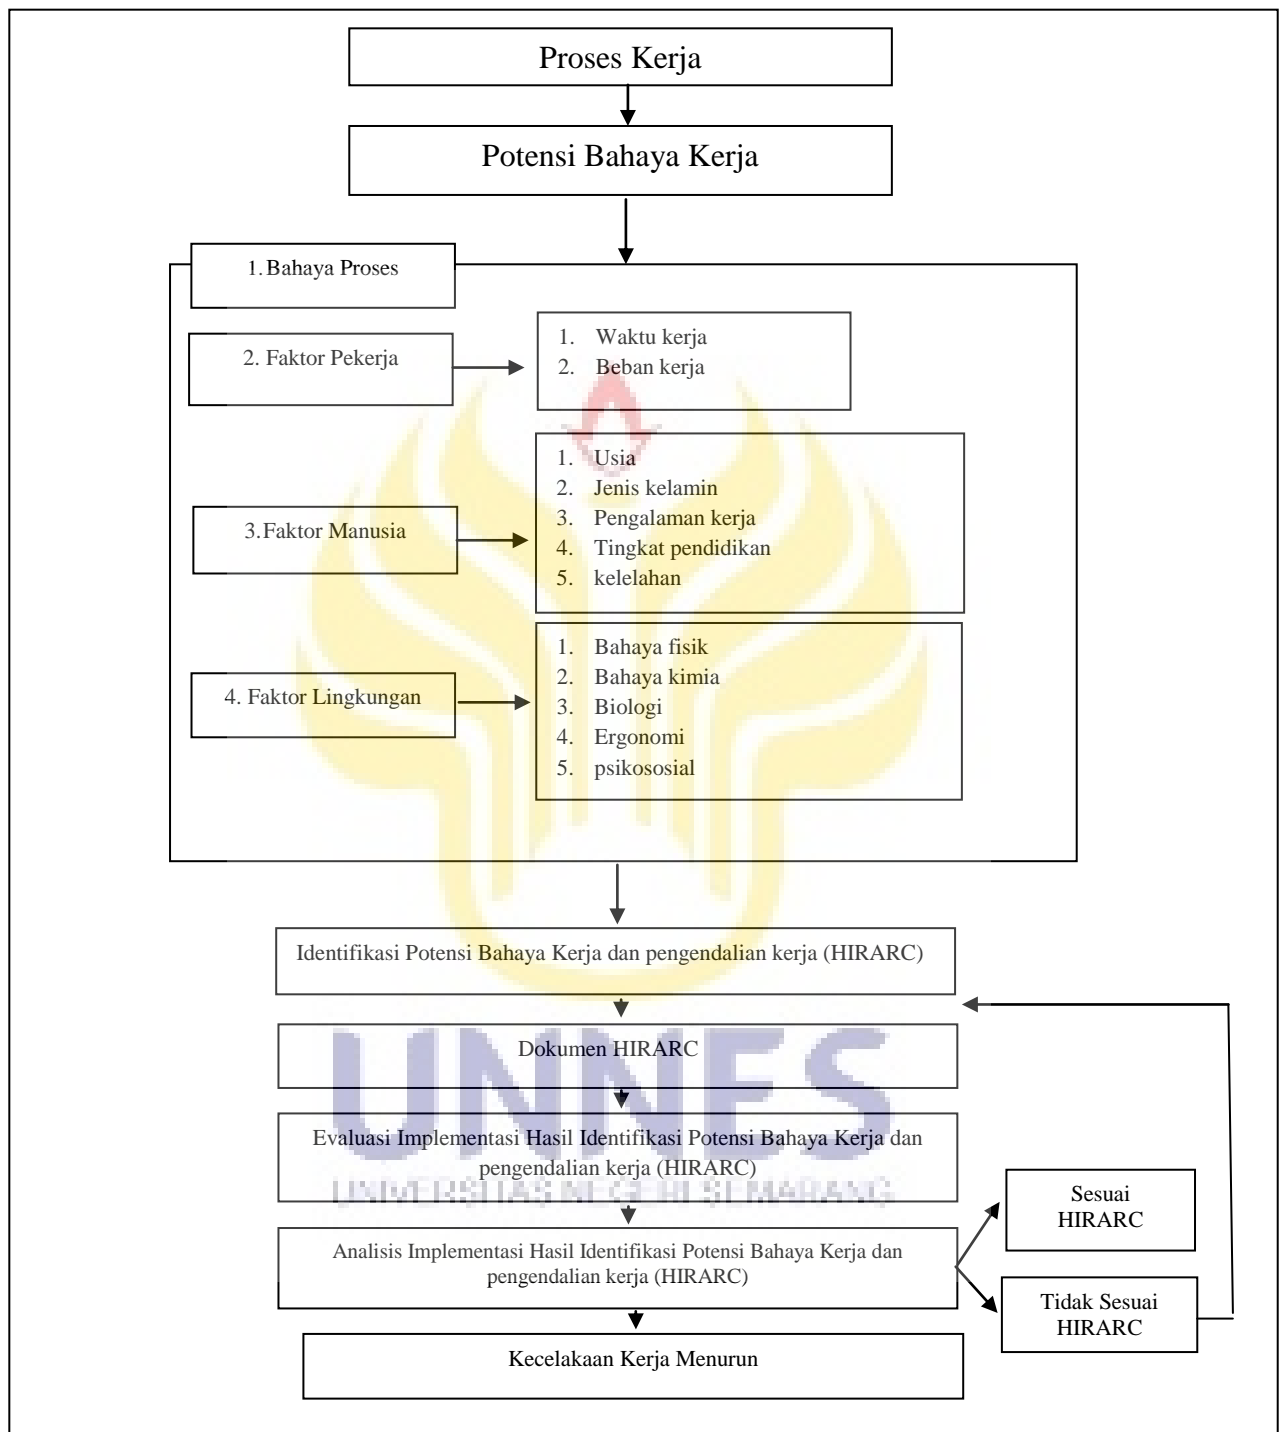 Proses Kerja
Potensi Bahaya Kerja
1. Bahaya Proses
2. Faktor Pekerja
1. Waktu kerja
2. Beban kerja
3. Faktor Manusia
1. Usia
2. Jenis kelamin
3. Pengalaman kerja
4. Tingkat pendidikan
5. kelelahan
4. Faktor Lingkungan
1. Bahaya fisik
2. Bahaya kimia
3. Biologi
4. Ergonomi
5. psikososial
Identifikasi Potensi Bahaya Kerja dan pengendalian kerja (HIRARC)
Dokumen HIRARC
Evaluasi Implementasi Hasil Identifikasi Potensi Bahaya Kerja dan
pengendalian kerja (HIRARC)
Analisis Implementasi Hasil Identifikasi Potensi Bahaya Kerja dan
pengendalian kerja (HIRARC)
Sesuai
HIRARC
Tidak Sesuai
HIRARC
Kecelakaan Kerja Menurun
UNNES
UNIVERSITAS NEGERI SEMARANG